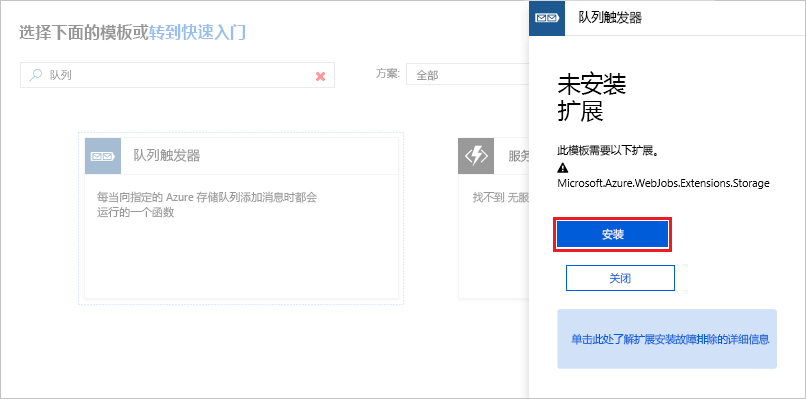 选择下面的模板或转到快速入门
队列
方案:
全部
队列触发器
每当向指定的 Azure 存储队列添加消息时都会
运行的一个函数
服务
找不到 无服
队列触发器
未安装
扩展
此模板需要以下扩展。
Microsoft.Azure.WebJobs.Extensions.Storage
安装
关闭
单击此处了解扩展安装故障排除的详细信息